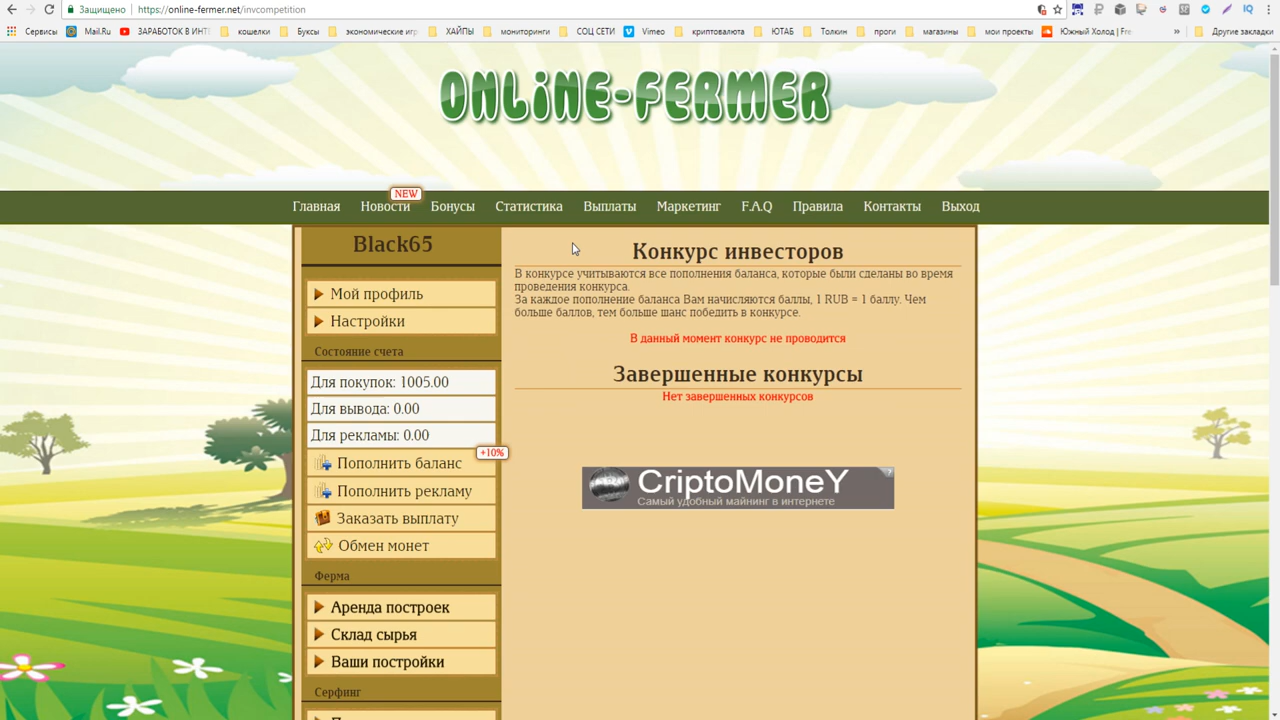 Защищено
https://online-fermer.net/invcompetition
Сервисы
Mail.Ru
ЗАРАБОТОК В ИНТ
кошелки
Буксы
экономические игр
ХАЙПЫ
мониторинги
СОЦ СЕТИ
Vimeo
криптовалюта
ЮТАБ
Толкин
проги
магазины
мои проекты
Южный Холод | Fre
»
Другие закладки
ONLINE-FERMER
NEW
Главная
Новости
Бонусы
Статистика
Выплаты
Маркетинг
F.A.Q
Правила
Контакты
Выход
Black65
Мой профиль
Настройки
Состояние счета
Для покупок: 1005.00
Для вывода: 0.00
Для рекламы: 0.00
+10%
Пополнить баланс
Пополнить рекламу
Заказать выплату
Обмен монет
Ферма
Аренда построек
Склад сырья
Ваши постройки
Серфинг
Конкурс инвесторов
В конкурсе учитываются все пополнения баланса, которые были сделаны во время
проведения конкурса.
За каждое пополнение баланса Вам начисляются баллы, 1 RUB = 1 баллу. Чем
больше баллов, тем больше шанс победить в конкурсе.
В данный момент конкурс не проводится
Завершенные конкурсы
Нет завершенных конкурсов
CriptoMoneY
Самый удобный майнинг в интернете
?